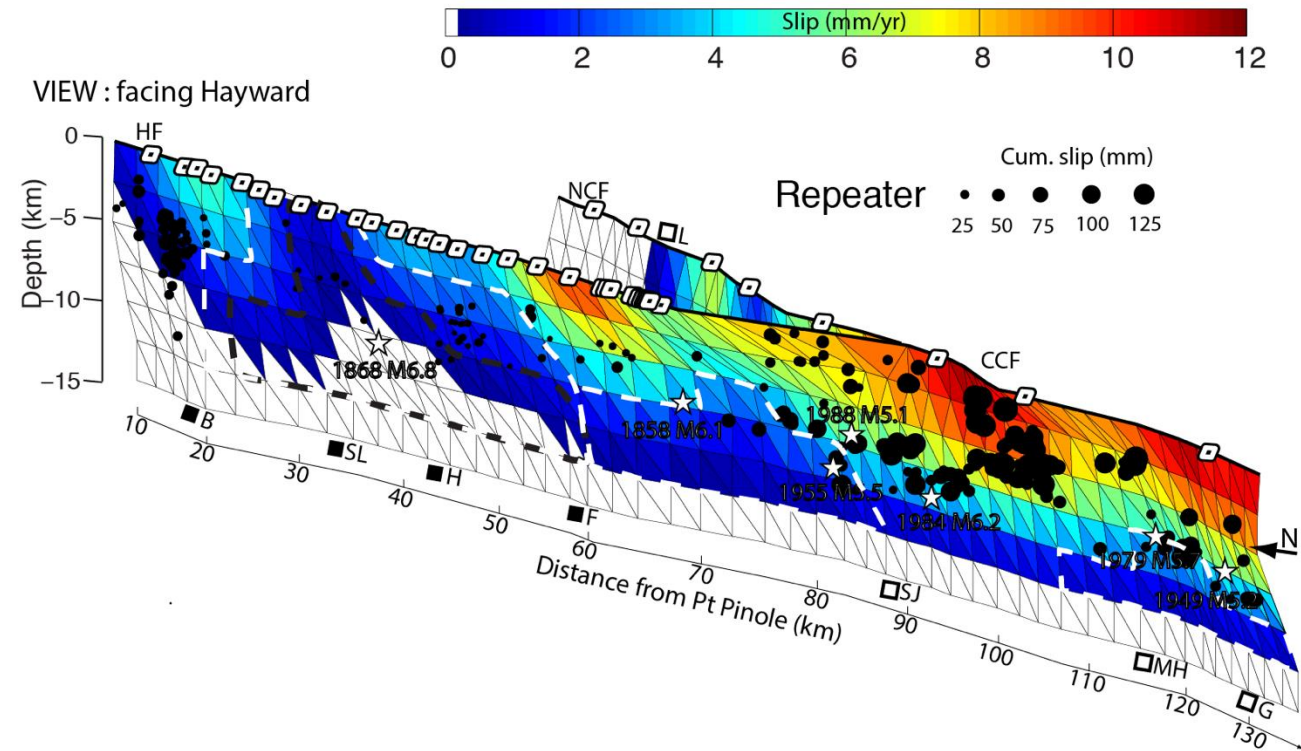 Slip (mm/yr)
0 2 4 6 8 10 12
VIEW : facing Hayward
Cum. slip (mm)
Repeater
25 50 75 100 125
Depth (km)
0
−5
−10
−15
HF
NCF
L
CCF
1868 M6.8
1858 M6.1
1988 M5.1
1955 M5.5
1984 M6.2
1979 M5.7
N
B
SL
H
F
SJ
MH
G
10 20 30 40 50 60 70 80 90 100 110 120 130
Distance from Pt Pinole (km)